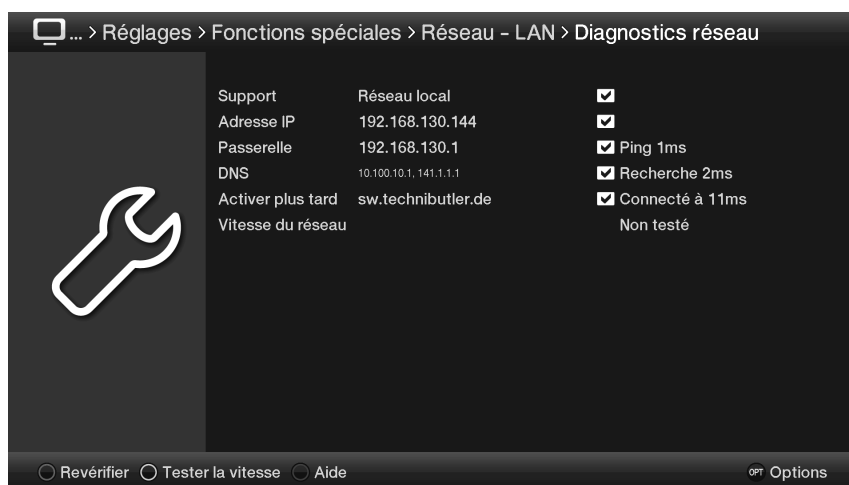 ... > Réglages > Fonctions spéciales > Réseau - LAN > Diagnostics réseau
Support Réseau local
Adresse IP 192.168.130.144
Passerelle 192.168.130.1 Ping 1ms
DNS 10.100.10.1, 141.1.1.1 Recherche 2ms
Activer plus tard sw.technibutler.de Connecté à 11ms
Vitesse du réseau Non testé
Revérifier Tester la vitesse Aide OPT Options